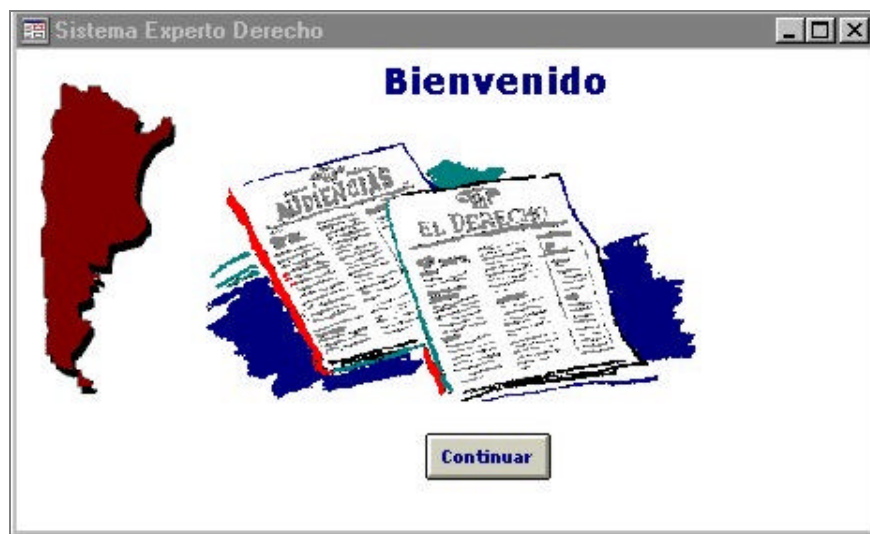 Sistema Experto Derecho
Bienvenido
AUDIENCIAS
EL DERECHO
Continuar